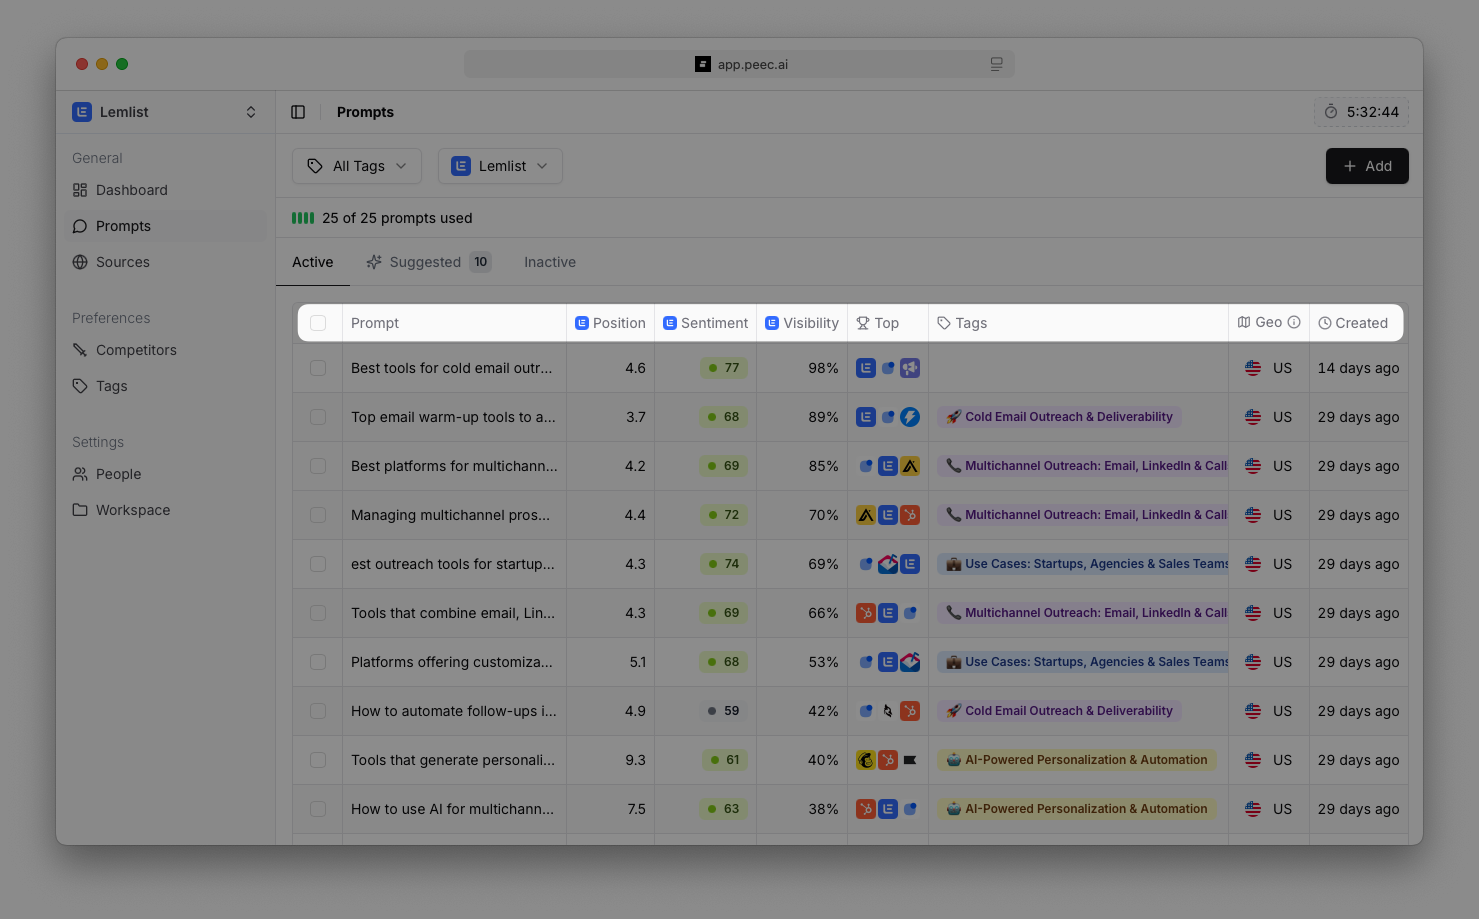 app.peec.ai
Lemlist
Prompts
5:32:44
General
Dashboard
Prompts
Sources
Preferences
Competitors
Tags
Settings
People
Workspace
All Tags
Lemlist
+ Add
25 of 25 prompts used
Active
Suggested 10
Inactive
Prompt Position Sentiment Visibility Top Tags Geo Created
Best tools for cold email outr... 4.6 77 98% US 14 days ago
Top email warm-up tools to a... 3.7 68 89% 🚀 Cold Email Outreach & Deliverability US 29 days ago
Best platforms for multichann... 4.2 69 85% 📞 Multichannel Outreach: Email, LinkedIn & Call US 29 days ago
Managing multichannel pros... 4.4 72 70% 📞 Multichannel Outreach: Email, LinkedIn & Call US 29 days ago
est outreach tools for startup... 4.3 74 69% 💼 Use Cases: Startups, Agencies & Sales Teams US 29 days ago
Tools that combine email, Lin... 4.3 69 66% 📞 Multichannel Outreach: Email, LinkedIn & Call US 29 days ago
Platforms offering customiza... 5.1 68 53% 💼 Use Cases: Startups, Agencies & Sales Teams US 29 days ago
How to automate follow-ups i... 4.9 59 42% 🚀 Cold Email Outreach & Deliverability US 29 days ago
Tools that generate personali... 9.3 61 40% 🤖 AI-Powered Personalization & Automation US 29 days ago
How to use AI for multichann... 7.5 63 38% 🤖 AI-Powered Personalization & Automation US 29 days ago